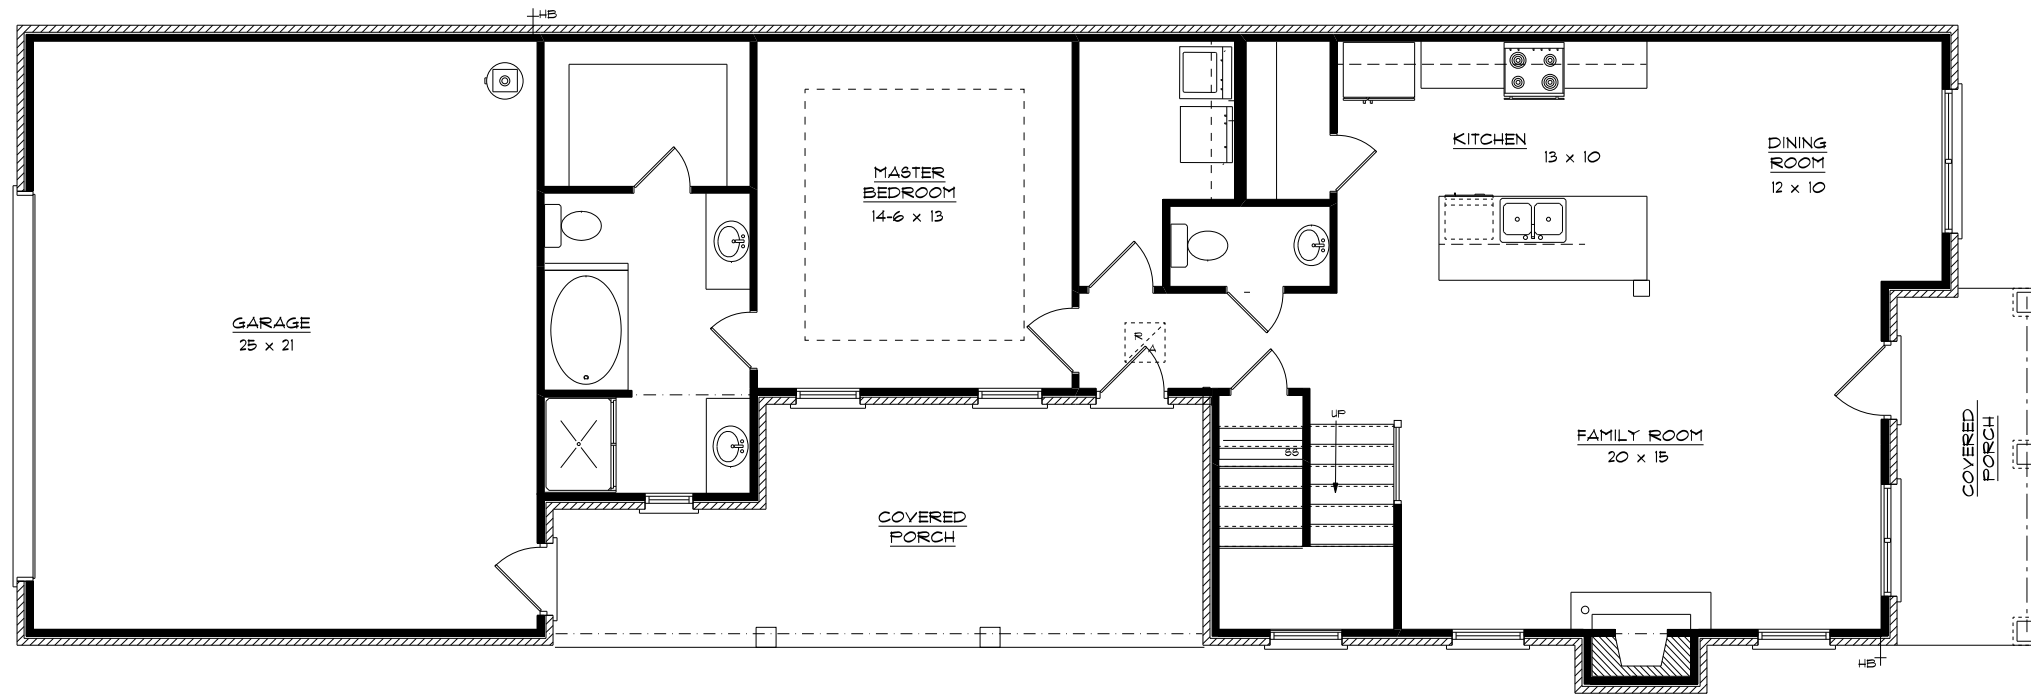 HB
GARAGE
25 x 21
MASTER
BEDROOM
14-6 x 13
KITCHEN
13 x 10
DINING
ROOM
12 x 10
R
A
UP
SS
FAMILY ROOM
20 x 15
COVERED
PORCH
COVERED
PORCH
HB